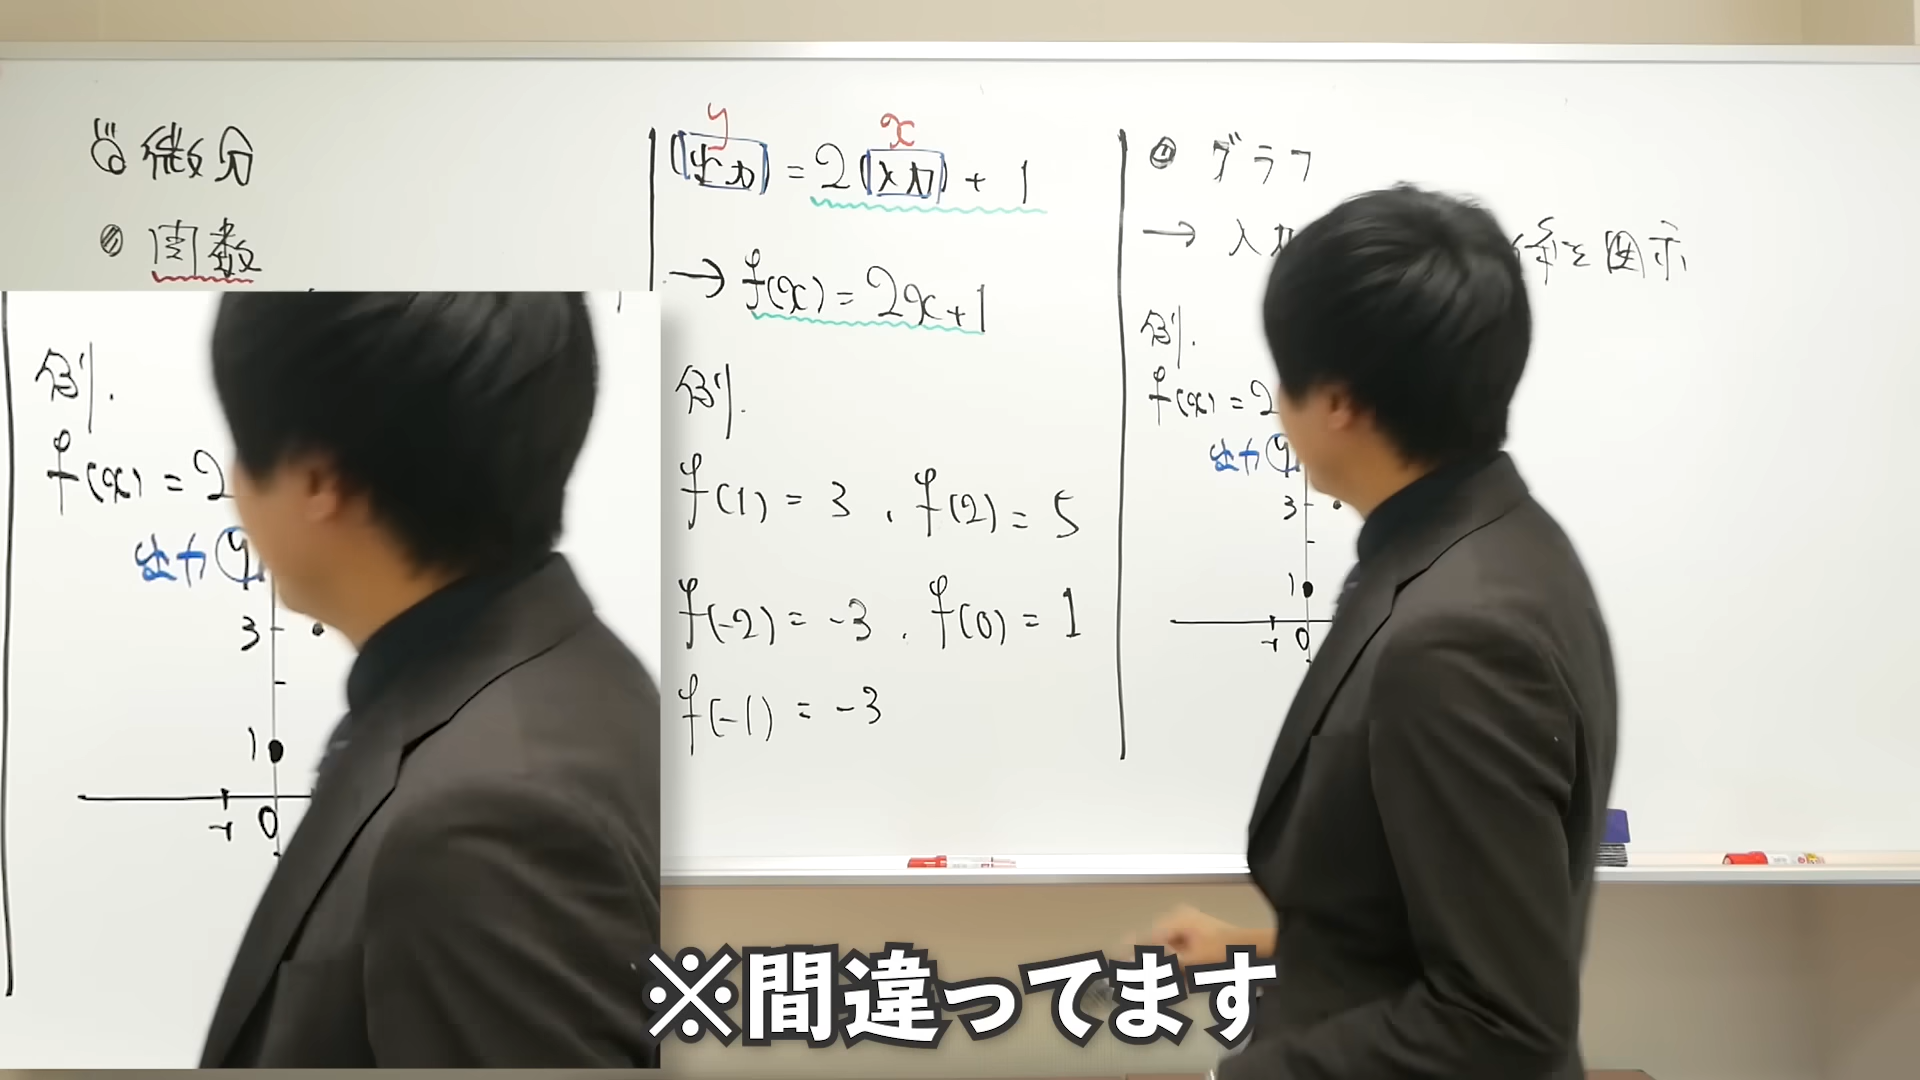 微分
関数
y x
(出力) = 2(入力) + 1
→ f(x) = 2x+1
例.
f(1) = 3 , f(2) = 5
f(-2) = -3 , f(0) = 1
f(-1) = -3
グラフ
→ 入力
係を図示
例.
f(x) = 2
出力 y
3
1
-1 0
例.
f(x) = 2
出力 y
3
1
-1 0
※間違ってます